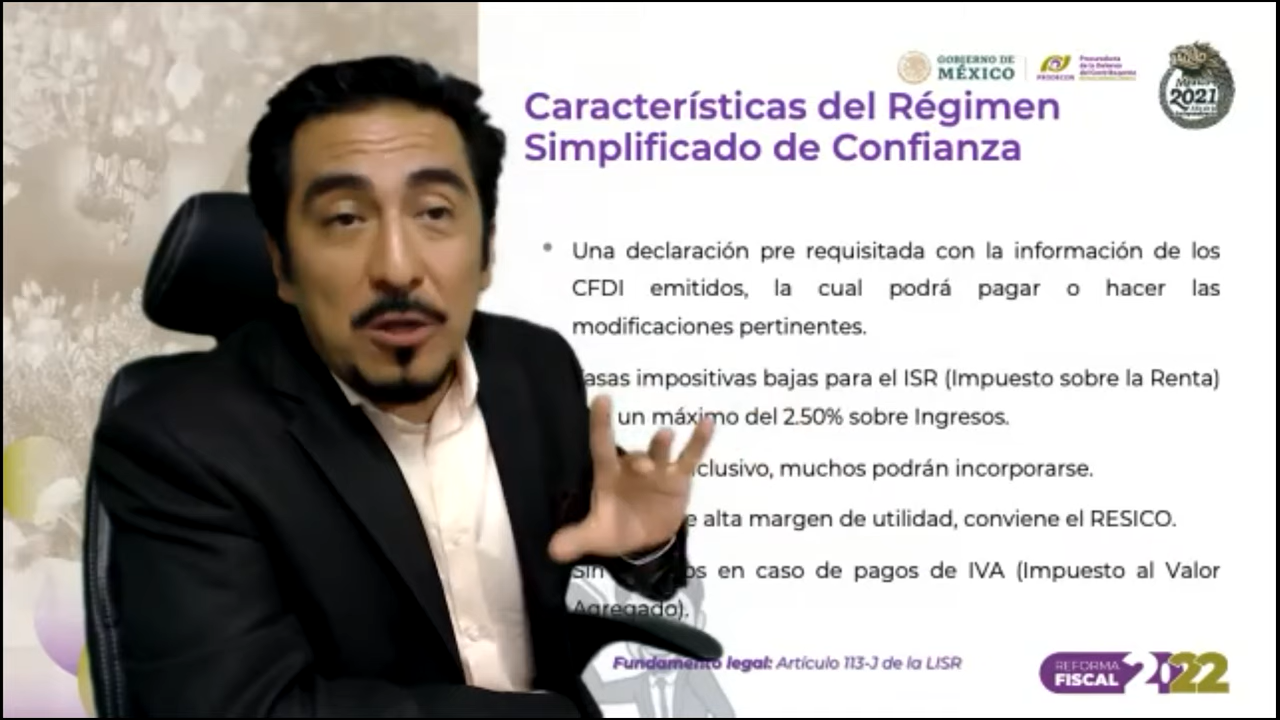 GOBIERNO DE
MÉXICO
PRODECON
Procuraduría
de la Defensa
del Contribuyente
México
2021
Características del Régimen
Simplificado de Confianza
Una declaración pre requisitada con la información de los
CFDI emitidos, la cual podrá pagar o hacer las
modificaciones pertinentes.
asas impositivas bajas para el ISR (Impuesto sobre la Renta)
un máximo del 2.50% sobre Ingresos.
nclusivo, muchos podrán incorporarse.
e alta margen de utilidad, conviene el RESICO.
Sin os en caso de pagos de IVA (Impuesto al Valor
Agregado).
Fundamento legal: Artículo 113-J de la LISR
REFORMA
FISCAL 2022